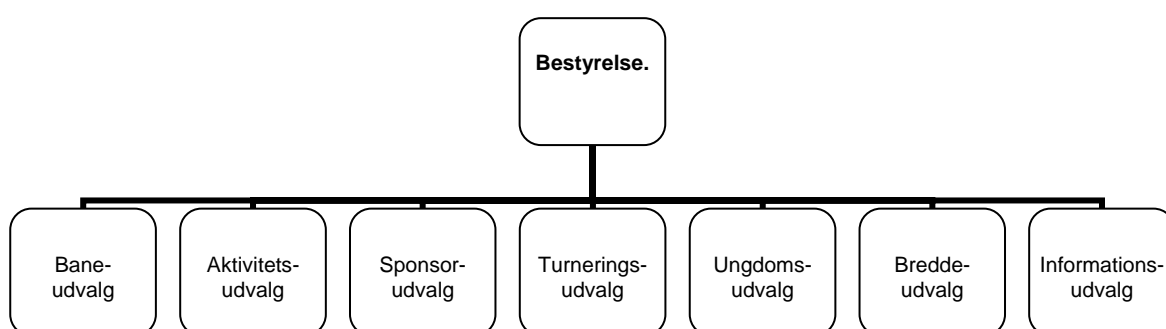 Bestyrelse.
Bane-
udvalg
Aktivitets-
udvalg
Sponsor-
udvalg
Turnerings-
udvalg
Ungdoms-
udvalg
Bredde-
udvalg
Informations-
udvalg